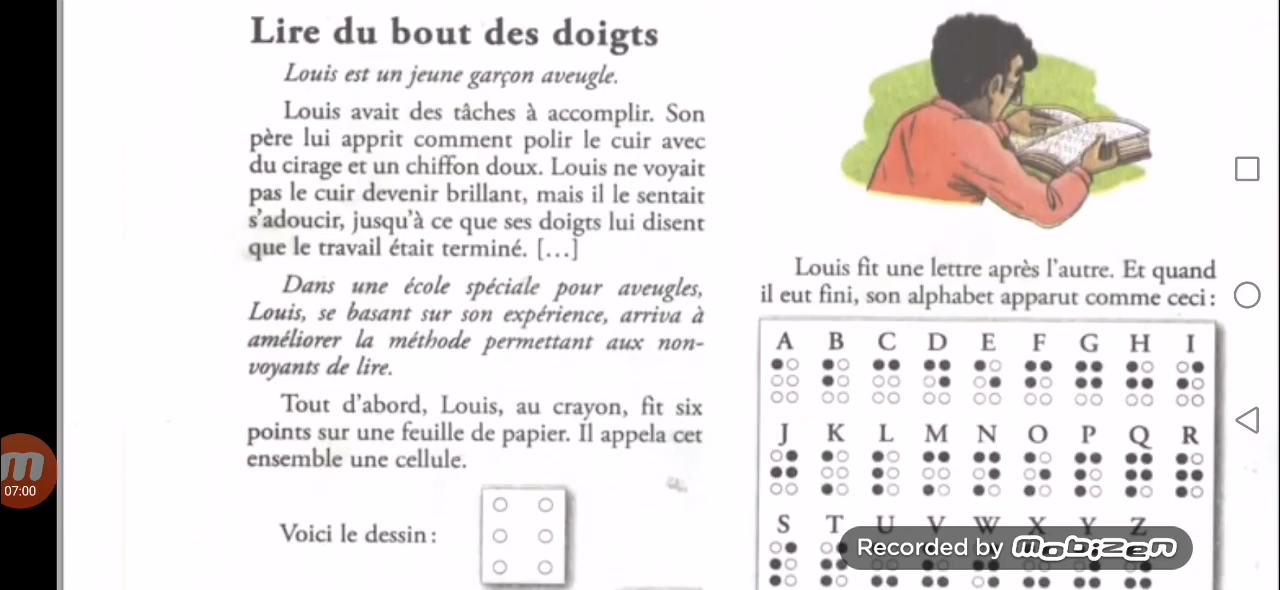 Lire du bout des doigts
Louis est un jeune garçon aveugle.
Louis avait des tâches à accomplir. Son
père lui apprit comment polir le cuir avec
du cirage et un chiffon doux. Louis ne voyait
pas le cuir devenir brillant, mais il le sentait
s'adoucir, jusqu'à ce que ses doigts lui disent
que le travail était terminé. […]
Dans une école spéciale pour aveugles,
Louis, se basant sur son expérience, arriva à
améliorer la méthode permettant aux non-
voyants de lire.
Tout d'abord, Louis, au crayon, fit six
points sur une feuille de papier. Il appela cet
ensemble une cellule.
Voici le dessin :
Louis fit une lettre après l'autre. Et quand
il eut fini, son alphabet apparut comme ceci :
A B C D E F G H I
J K L M N O P Q R
S T U V W X Y Z
Recorded by mobizen
m
07:00